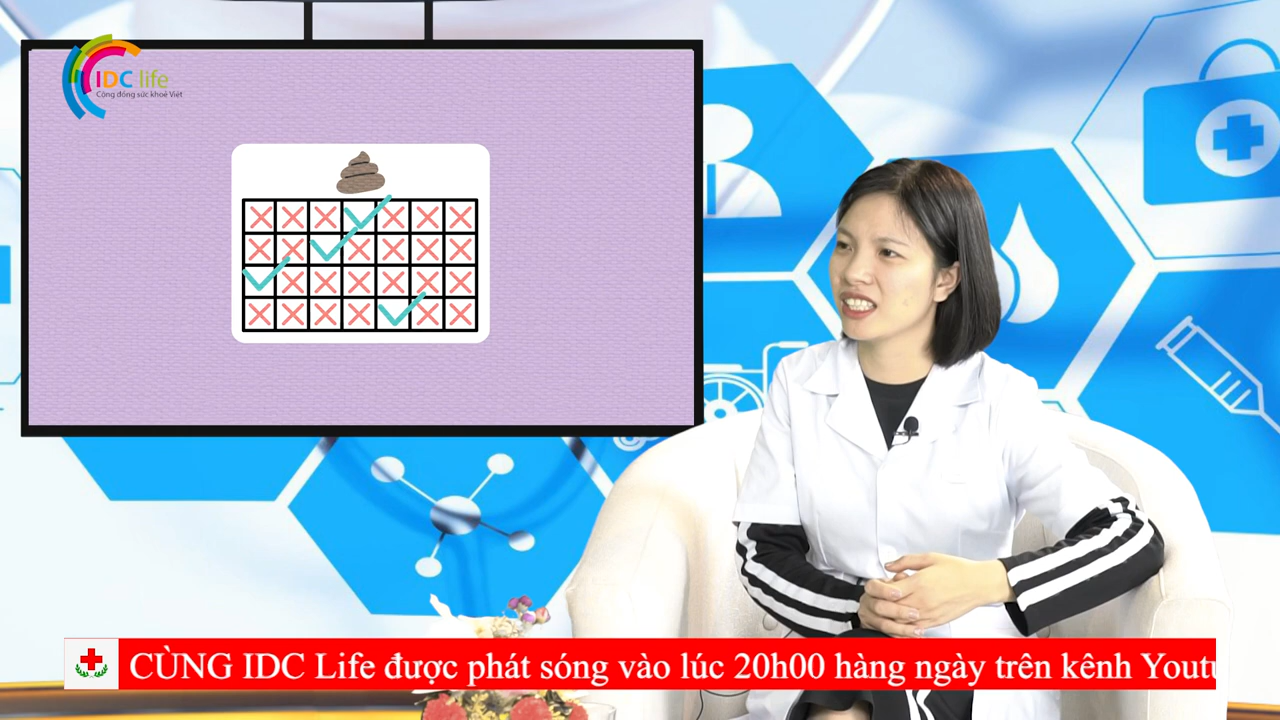 IDC life
Cộng đồng sức khoẻ Việt
CÙNG IDC Life được phát sóng vào lúc 20h00 hàng ngày trên kênh Youtu